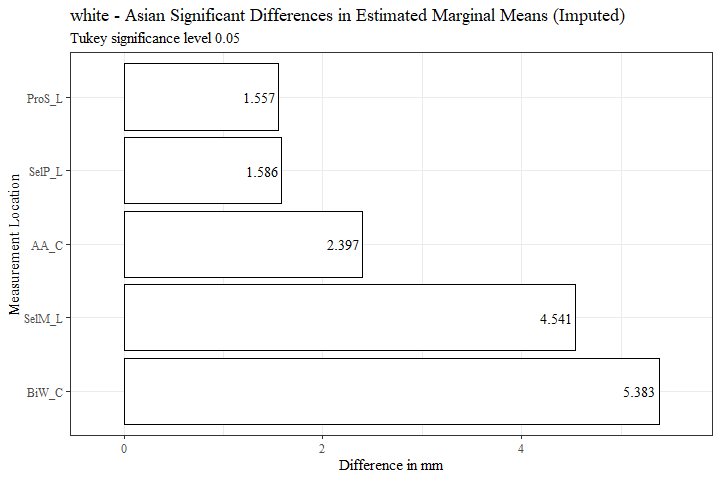 white - Asian Significant Differences in Estimated Marginal Means (Imputed)
Tukey significance level 0.05
Measurement Location
ProS_L
1.557
SelP_L
1.586
AA_C
2.397
SelM_L
4.541
BiW_C
5.383
0 2 4
Difference in mm